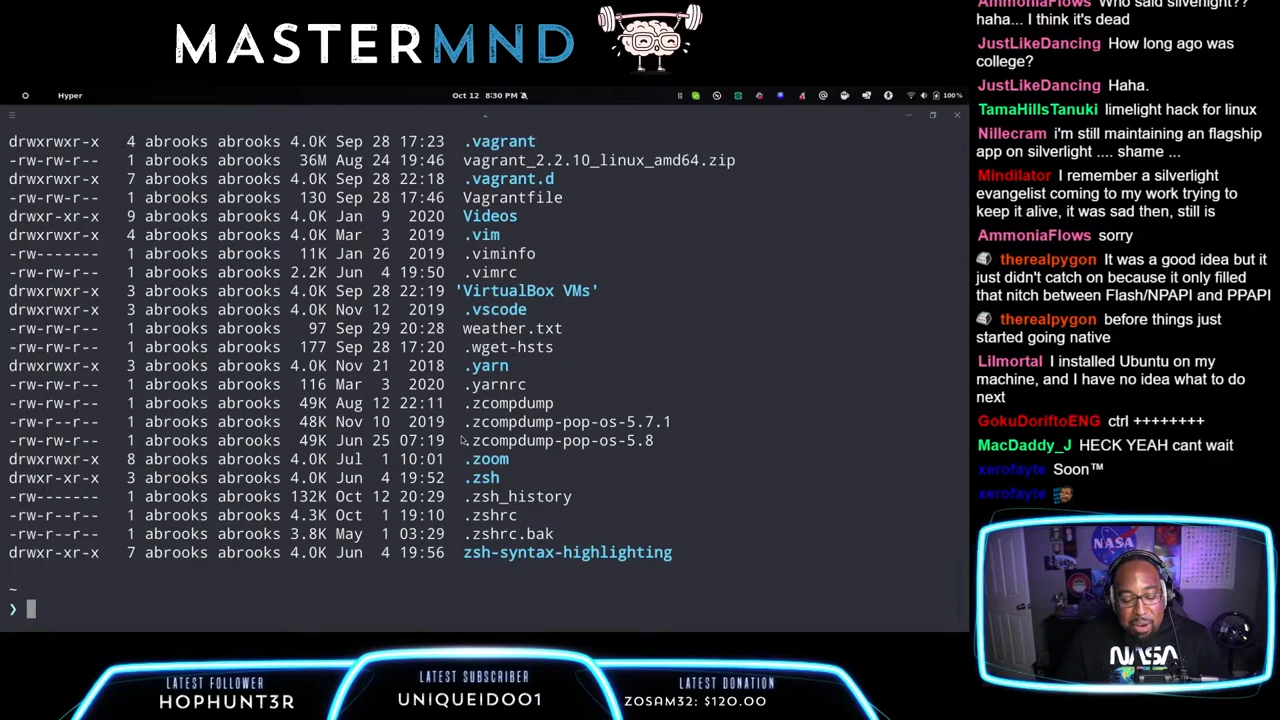 MASTERMND
Hyper
Oct 12 8:30 PM
100%
-
drwxrwxr-x 4 abrooks abrooks 4.0K Sep 28 17:23 .vagrant
-rw-rw-r-- 1 abrooks abrooks 36M Aug 24 19:46 vagrant_2.2.10_linux_amd64.zip
drwxrwxr-x 7 abrooks abrooks 4.0K Sep 28 22:18 .vagrant.d
-rw-rw-r-- 1 abrooks abrooks 130 Sep 28 17:46 Vagrantfile
drwxr-xr-x 9 abrooks abrooks 4.0K Jan 9 2020 Videos
drwxrwxr-x 4 abrooks abrooks 4.0K Mar 3 2019 .vim
-rw------- 1 abrooks abrooks 11K Jan 26 2019 .viminfo
-rw-rw-r-- 1 abrooks abrooks 2.2K Jun 4 19:50 .vimrc
drwxrwxr-x 3 abrooks abrooks 4.0K Sep 28 22:19 'VirtualBox VMs'
drwxrwxr-x 3 abrooks abrooks 4.0K Nov 12 2019 .vscode
-rw-rw-r-- 1 abrooks abrooks 97 Sep 29 20:28 weather.txt
-rw-rw-r-- 1 abrooks abrooks 177 Sep 28 17:20 .wget-hsts
drwxrwxr-x 3 abrooks abrooks 4.0K Nov 21 2018 .yarn
-rw-rw-r-- 1 abrooks abrooks 116 Mar 3 2020 .yarnrc
-rw-rw-r-- 1 abrooks abrooks 49K Aug 12 22:11 .zcompdump
-rw-r--r-- 1 abrooks abrooks 48K Nov 10 2019 .zcompdump-pop-os-5.7.1
-rw-rw-r-- 1 abrooks abrooks 49K Jun 25 07:19 .zcompdump-pop-os-5.8
drwxrwxr-x 8 abrooks abrooks 4.0K Jul 1 10:01 .zoom
drwxr-xr-x 3 abrooks abrooks 4.0K Jun 4 19:52 .zsh
-rw------- 1 abrooks abrooks 132K Oct 12 20:29 .zsh_history
-rw-r--r-- 1 abrooks abrooks 4.3K Oct 1 19:10 .zshrc
-rw-r--r-- 1 abrooks abrooks 3.8K May 1 03:29 .zshrc.bak
drwxr-xr-x 7 abrooks abrooks 4.0K Jun 4 19:56 zsh-syntax-highlighting
~
❯
AmmoniaFlows Who said silverlight??
haha... I think it's dead
JustLikeDancing How long ago was
college?
JustLikeDancing Haha.
TamaHillsTanuki limelight hack for linux
Nillecram i'm still maintaining an flagship
app on silverlight .... shame ...
Mindilator I remember a silverlight
evangelist coming to my work trying to
keep it alive, it was sad then, still is
AmmoniaFlows sorry
therealpygon It was a good idea but it
just didn't catch on because it only filled
that nitch between Flash/NPAPI and PPAPI
therealpygon before things just
started going native
Lilmortal I installed Ubuntu on my
machine, and I have no idea what to do
next
GokuDoriftoENG ctrl ++++++++
MacDaddy_J HECK YEAH cant wait
xerofayte Soon™
xerofayte
NASA
NASA
LATEST FOLLOWER
HOPHUNT3R
LATEST SUBSCRIBER
UNIQUEID001
LATEST DONATION
ZOSAM32: $120.00